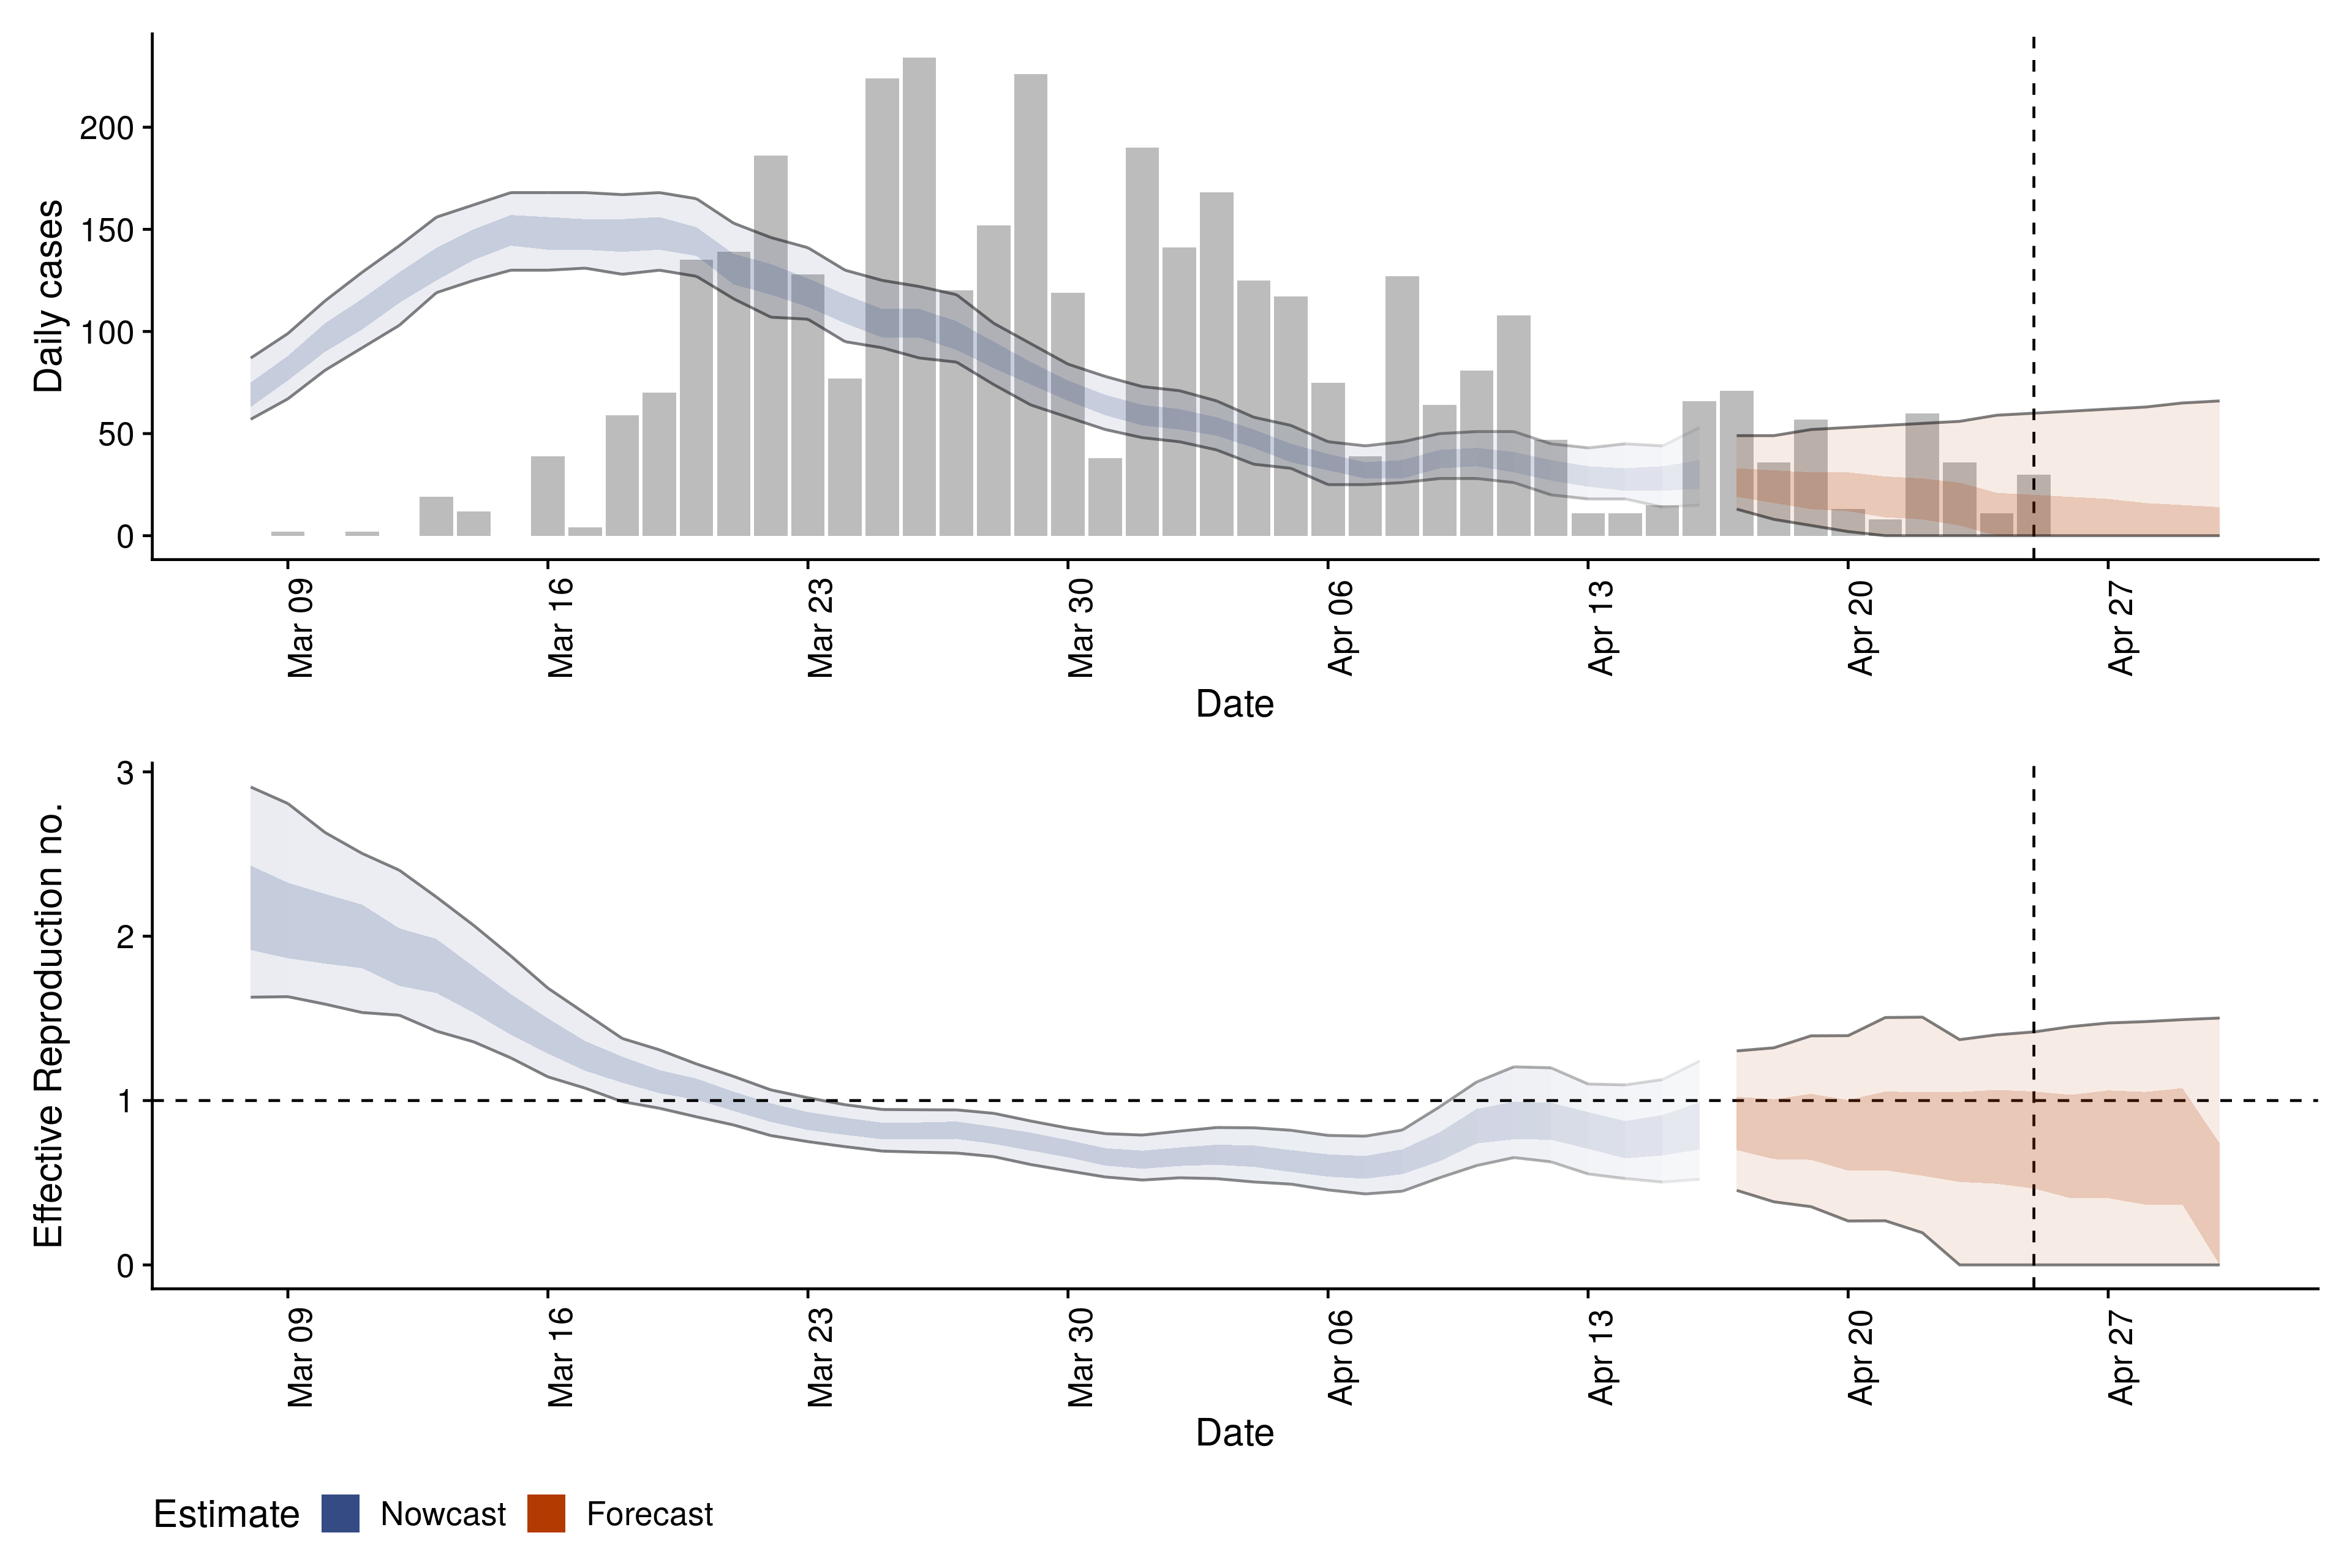 Daily cases
200
150
100
50
0
Mar 09
Mar 16
Mar 23
Mar 30
Apr 06
Apr 13
Apr 20
Apr 27
Date
Effective Reproduction no.
3
2
1
0
Mar 09
Mar 16
Mar 23
Mar 30
Apr 06
Apr 13
Apr 20
Apr 27
Date
Estimate Nowcast Forecast